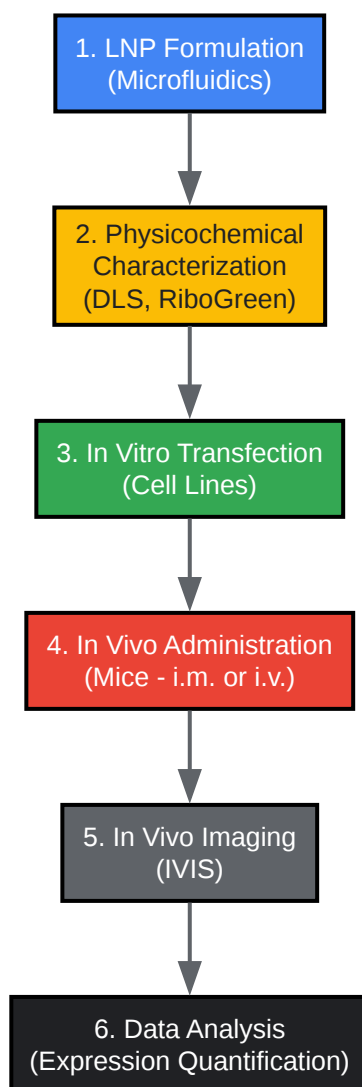 1. LNP Formulation
(Microfluidics)
2. Physicochemical
Characterization
(DLS, RiboGreen)
3. In Vitro Transfection
(Cell Lines)
4. In Vivo Administration
(Mice - i.m. or i.v.)
5. In Vivo Imaging
(IVIS)
6. Data Analysis
(Expression Quantification)